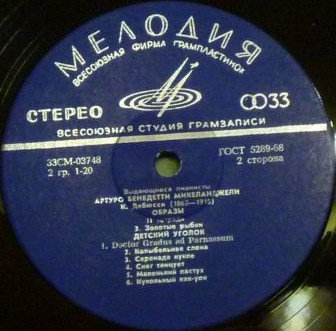 МЕЛОДИЯ
ВСЕСОЮЗНАЯ ФИРМА ГРАМПЛАСТИНОК
СТЕРЕО
33
ВСЕСОЮЗНАЯ СТУДИЯ ГРАМЗАПИСИ
33СМ-03748
2 гр. 1-20
ГОСТ 5289-68
2 сторона
Выдающиеся пианисты
АРТУРО БЕНЕДЕТТИ МИКЕЛАНДЖЕЛИ
К. Дебюсси (1862-1918)
ОБРАЗЫ
II тетрадь
3. Золотые рыбки
ДЕТСКИЙ УГОЛОК
1. Doctor Gradus ad Parnassum
2. Колыбельная слона
3. Серенада кукле
4. Снег танцует
5. Маленький пастух
6. Кукольный кэк-уок